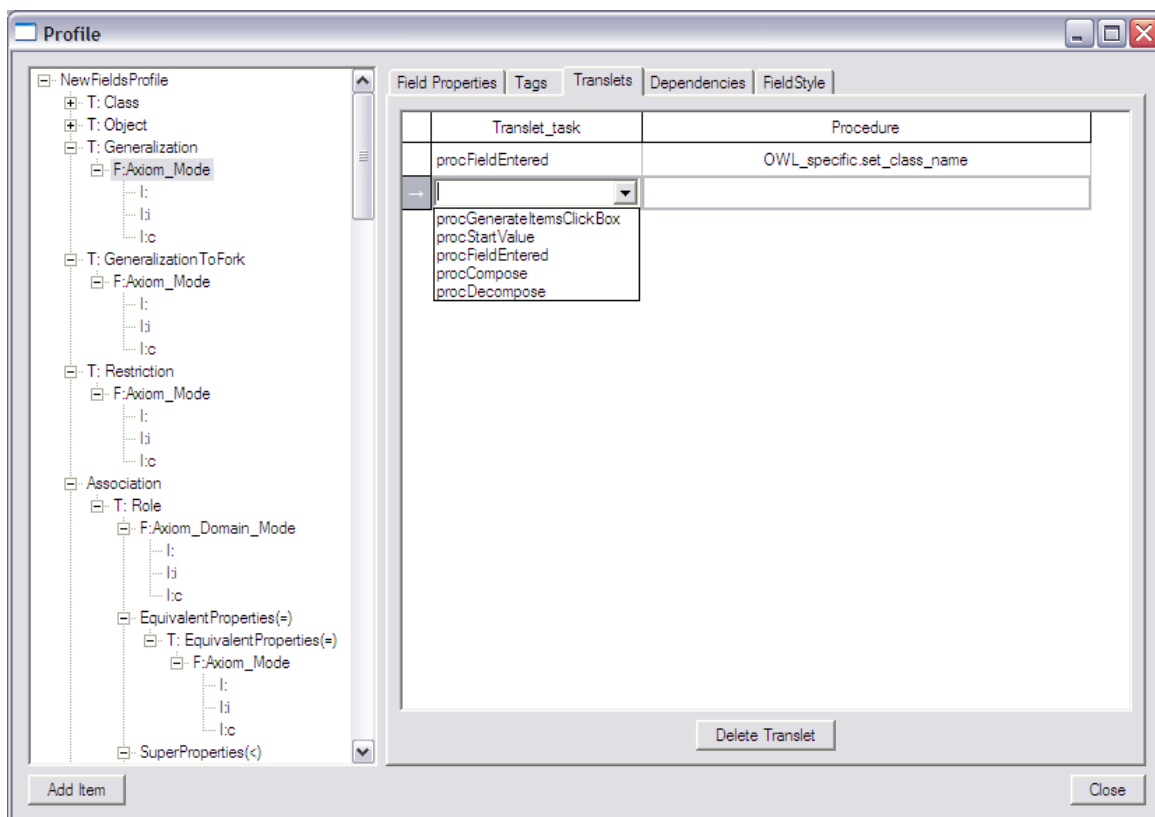 Profile
NewFieldsProfile
T: Class
T: Object
T: Generalization
F:Axiom_Mode
I:
I:i
I:c
T: GeneralizationToFork
F:Axiom_Mode
I:
I:i
I:c
T: Restriction
F:Axiom_Mode
I:
I:i
I:c
Association
T: Role
F:Axiom_Domain_Mode
I:
I:i
I:c
EquivalentProperties(=)
T: EquivalentProperties(=)
F:Axiom_Mode
I:
I:i
I:c
SuperProperties(<)
Add Item
Field Properties Tags Translets Dependencies FieldStyle
Translet_task Procedure
procFieldEntered OWL_specific.set_class_name
procGenerateItemsClickBox
procStartValue
procFieldEntered
procCompose
procDecompose
Delete Translet
Close